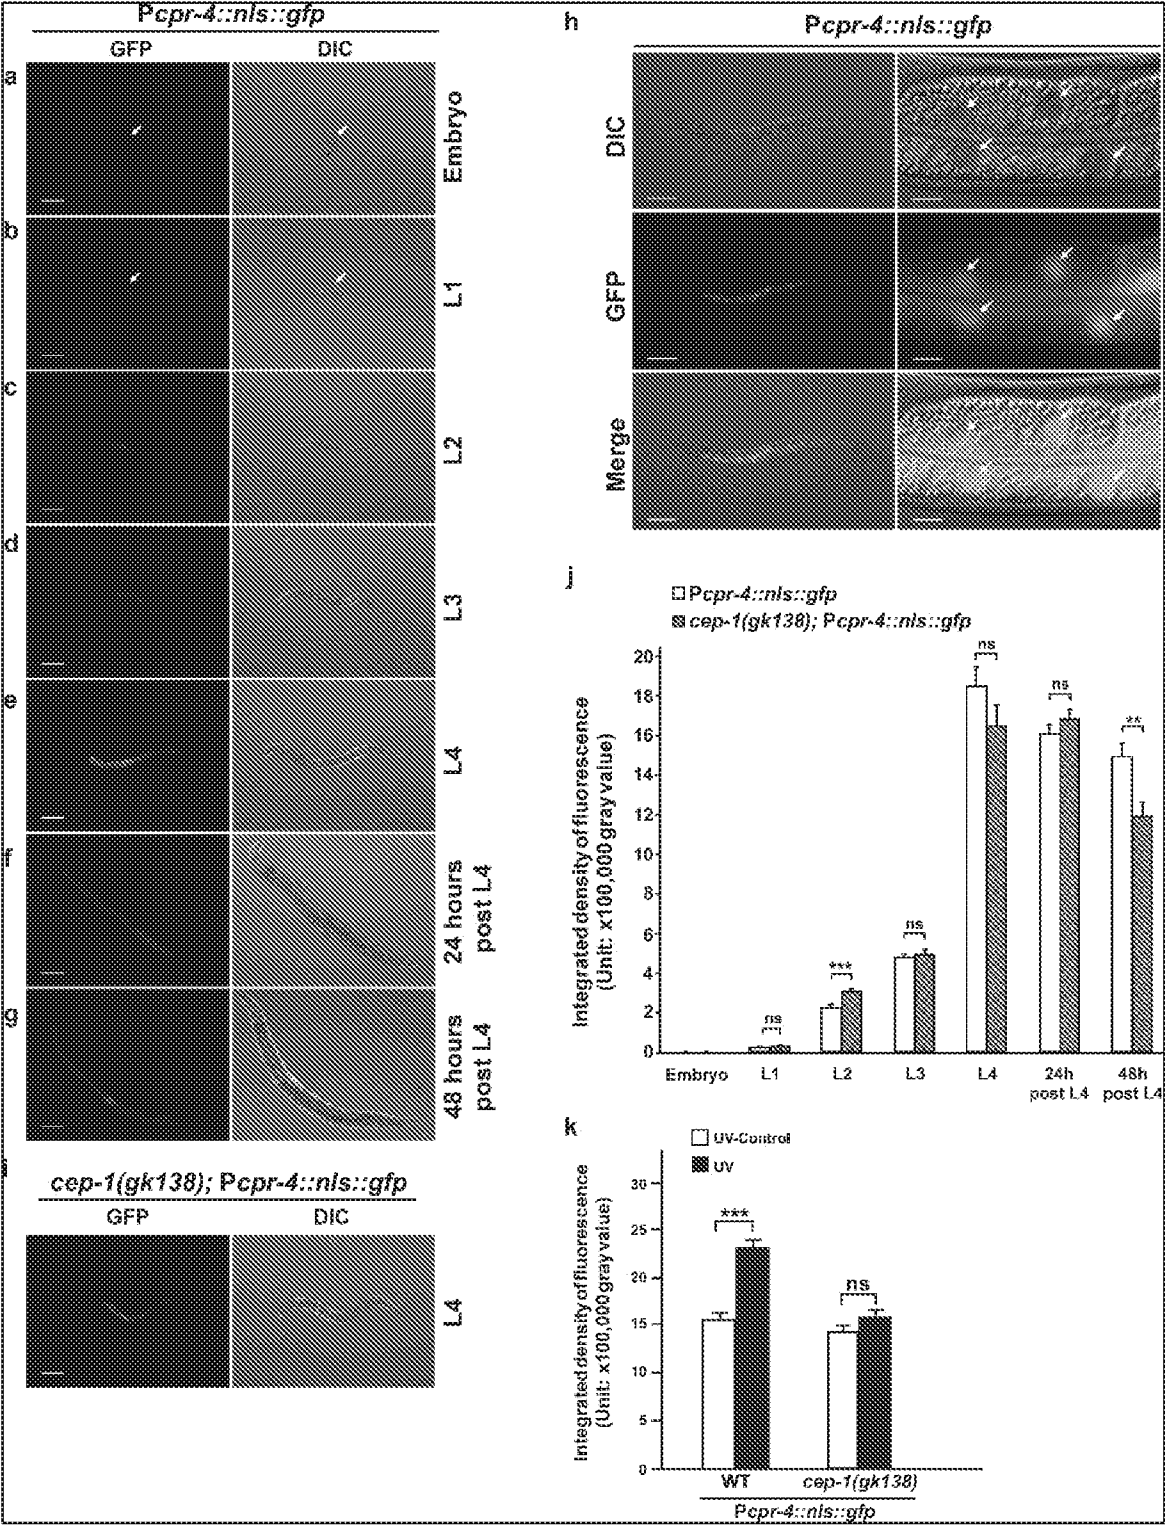 Pcpr-4::nls::gfp
GFP
DIC
a
Embryo
b
L1
c
L2
d
L3
e
L4
f
24 hours
post L4
g
48 hours
post L4
i
cep-1(gk138); Pcpr-4::nls::gfp
GFP
DIC
L4
h
Pcpr-4::nls::gfp
DIC
GFP
Merge
j
Pcpr-4::nls::gfp
cep-1(gk138); Pcpr-4::nls::gfp
Integrated density of fluorescence
(Unit: x100,000 gray value)
20
18
16
14
12
10
8
6
4
2
0
ns
***
ns
ns
ns
**
Embryo
L1
L2
L3
L4
24h
post L4
48h
post L4
k
UV-Control
UV
Integrated density of fluorescence
(Unit: x100,000 gray value)
30
25
20
15
10
5
0
***
ns
WT
cep-1(gk138)
Pcpr-4::nls::gfp